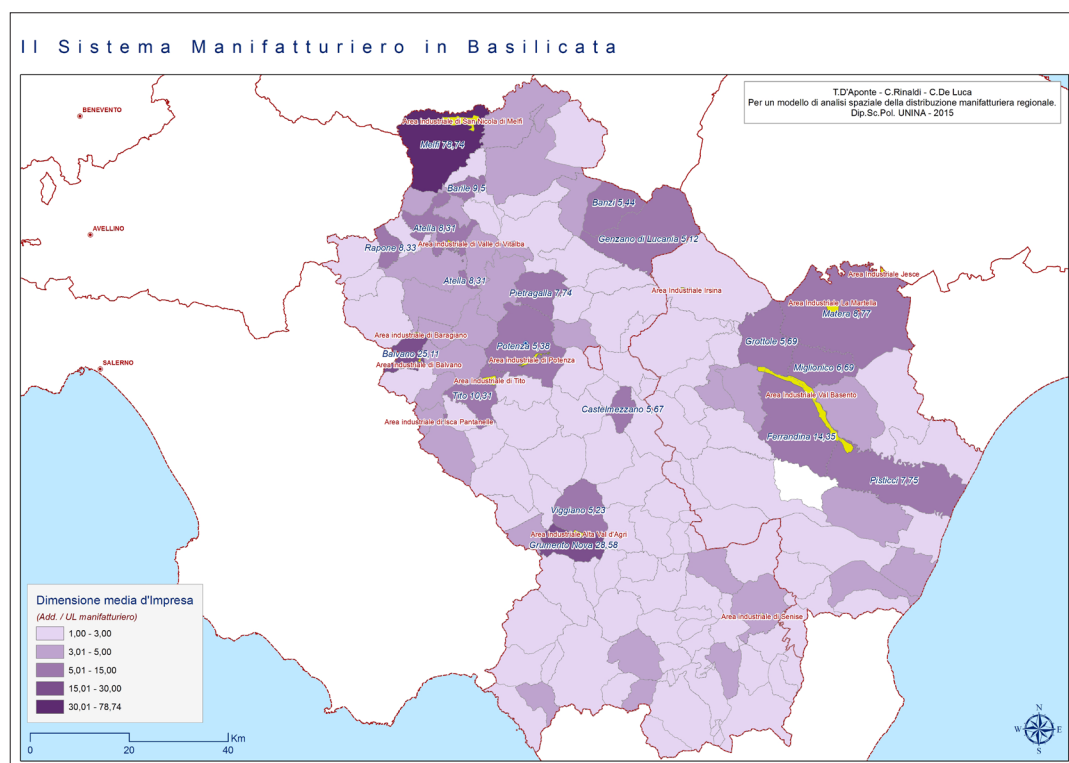 Il Sistema Manifatturiero in Basilicata
T.D'Aponte - C.Rinaldi - C.De Luca
Per un modello di analisi spaziale della distribuzione manifatturiera regionale.
Dip.Sc.Pol. UNINA - 2015
BENEVENTO
Area industriale di San Nicola di Melfi
Melfi 78,74
Barile 9,5
Banzi 5,44
Atella 8,31
AVELLINO
Genzano di Lucania 5,12
Rapone 8,33
Area industriale di Valle di Vitalba
Area Industriale Jesce
Atella 8,31
Pietragalla 7,74
Area Industriale Irsina
Area Industriale La Martella
Matera 8,77
Area industriale di Baragiano
Grottole 5,89
Potenza 5,38
Balvano 25,11
SALERNO
Area industriale di Balvano
Area industriale di Potenza
Miglionico 6,69
Area industriale di Tito
Tito 10,31
Area Industriale Val Basento
Castelmezzano 5,67
Area industriale di Isca Pantanelle
Ferrandina 14,35
Pisticci 7,75
Viggiano 5,23
Area Industriale Alta Val d'Agri
Grumento Nova 28,58
Area industriale di Senise
Dimensione media d'Impresa
(Add. / UL manifatturiero)
1,00 - 3,00
3,01 - 5,00
5,01 - 15,00
15,01 - 30,00
30,01 - 78,74
Km
0 20 40
N
W E
S